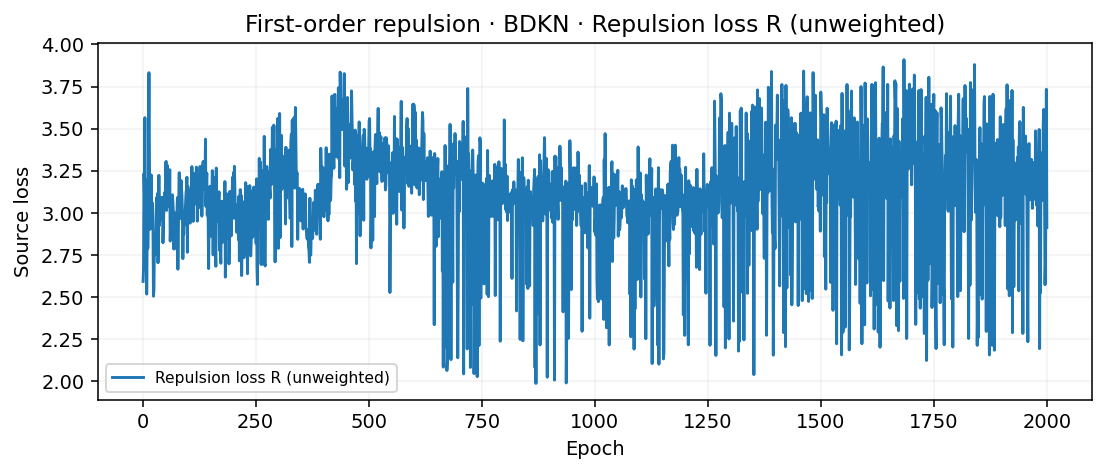 First-order repulsion · BDKN · Repulsion loss R (unweighted)
4.00
3.75
3.50
3.25
3.00
2.75
2.50
2.25
2.00
Source loss
Repulsion loss R (unweighted)
0 250 500 750 1000 1250 1500 1750 2000
Epoch